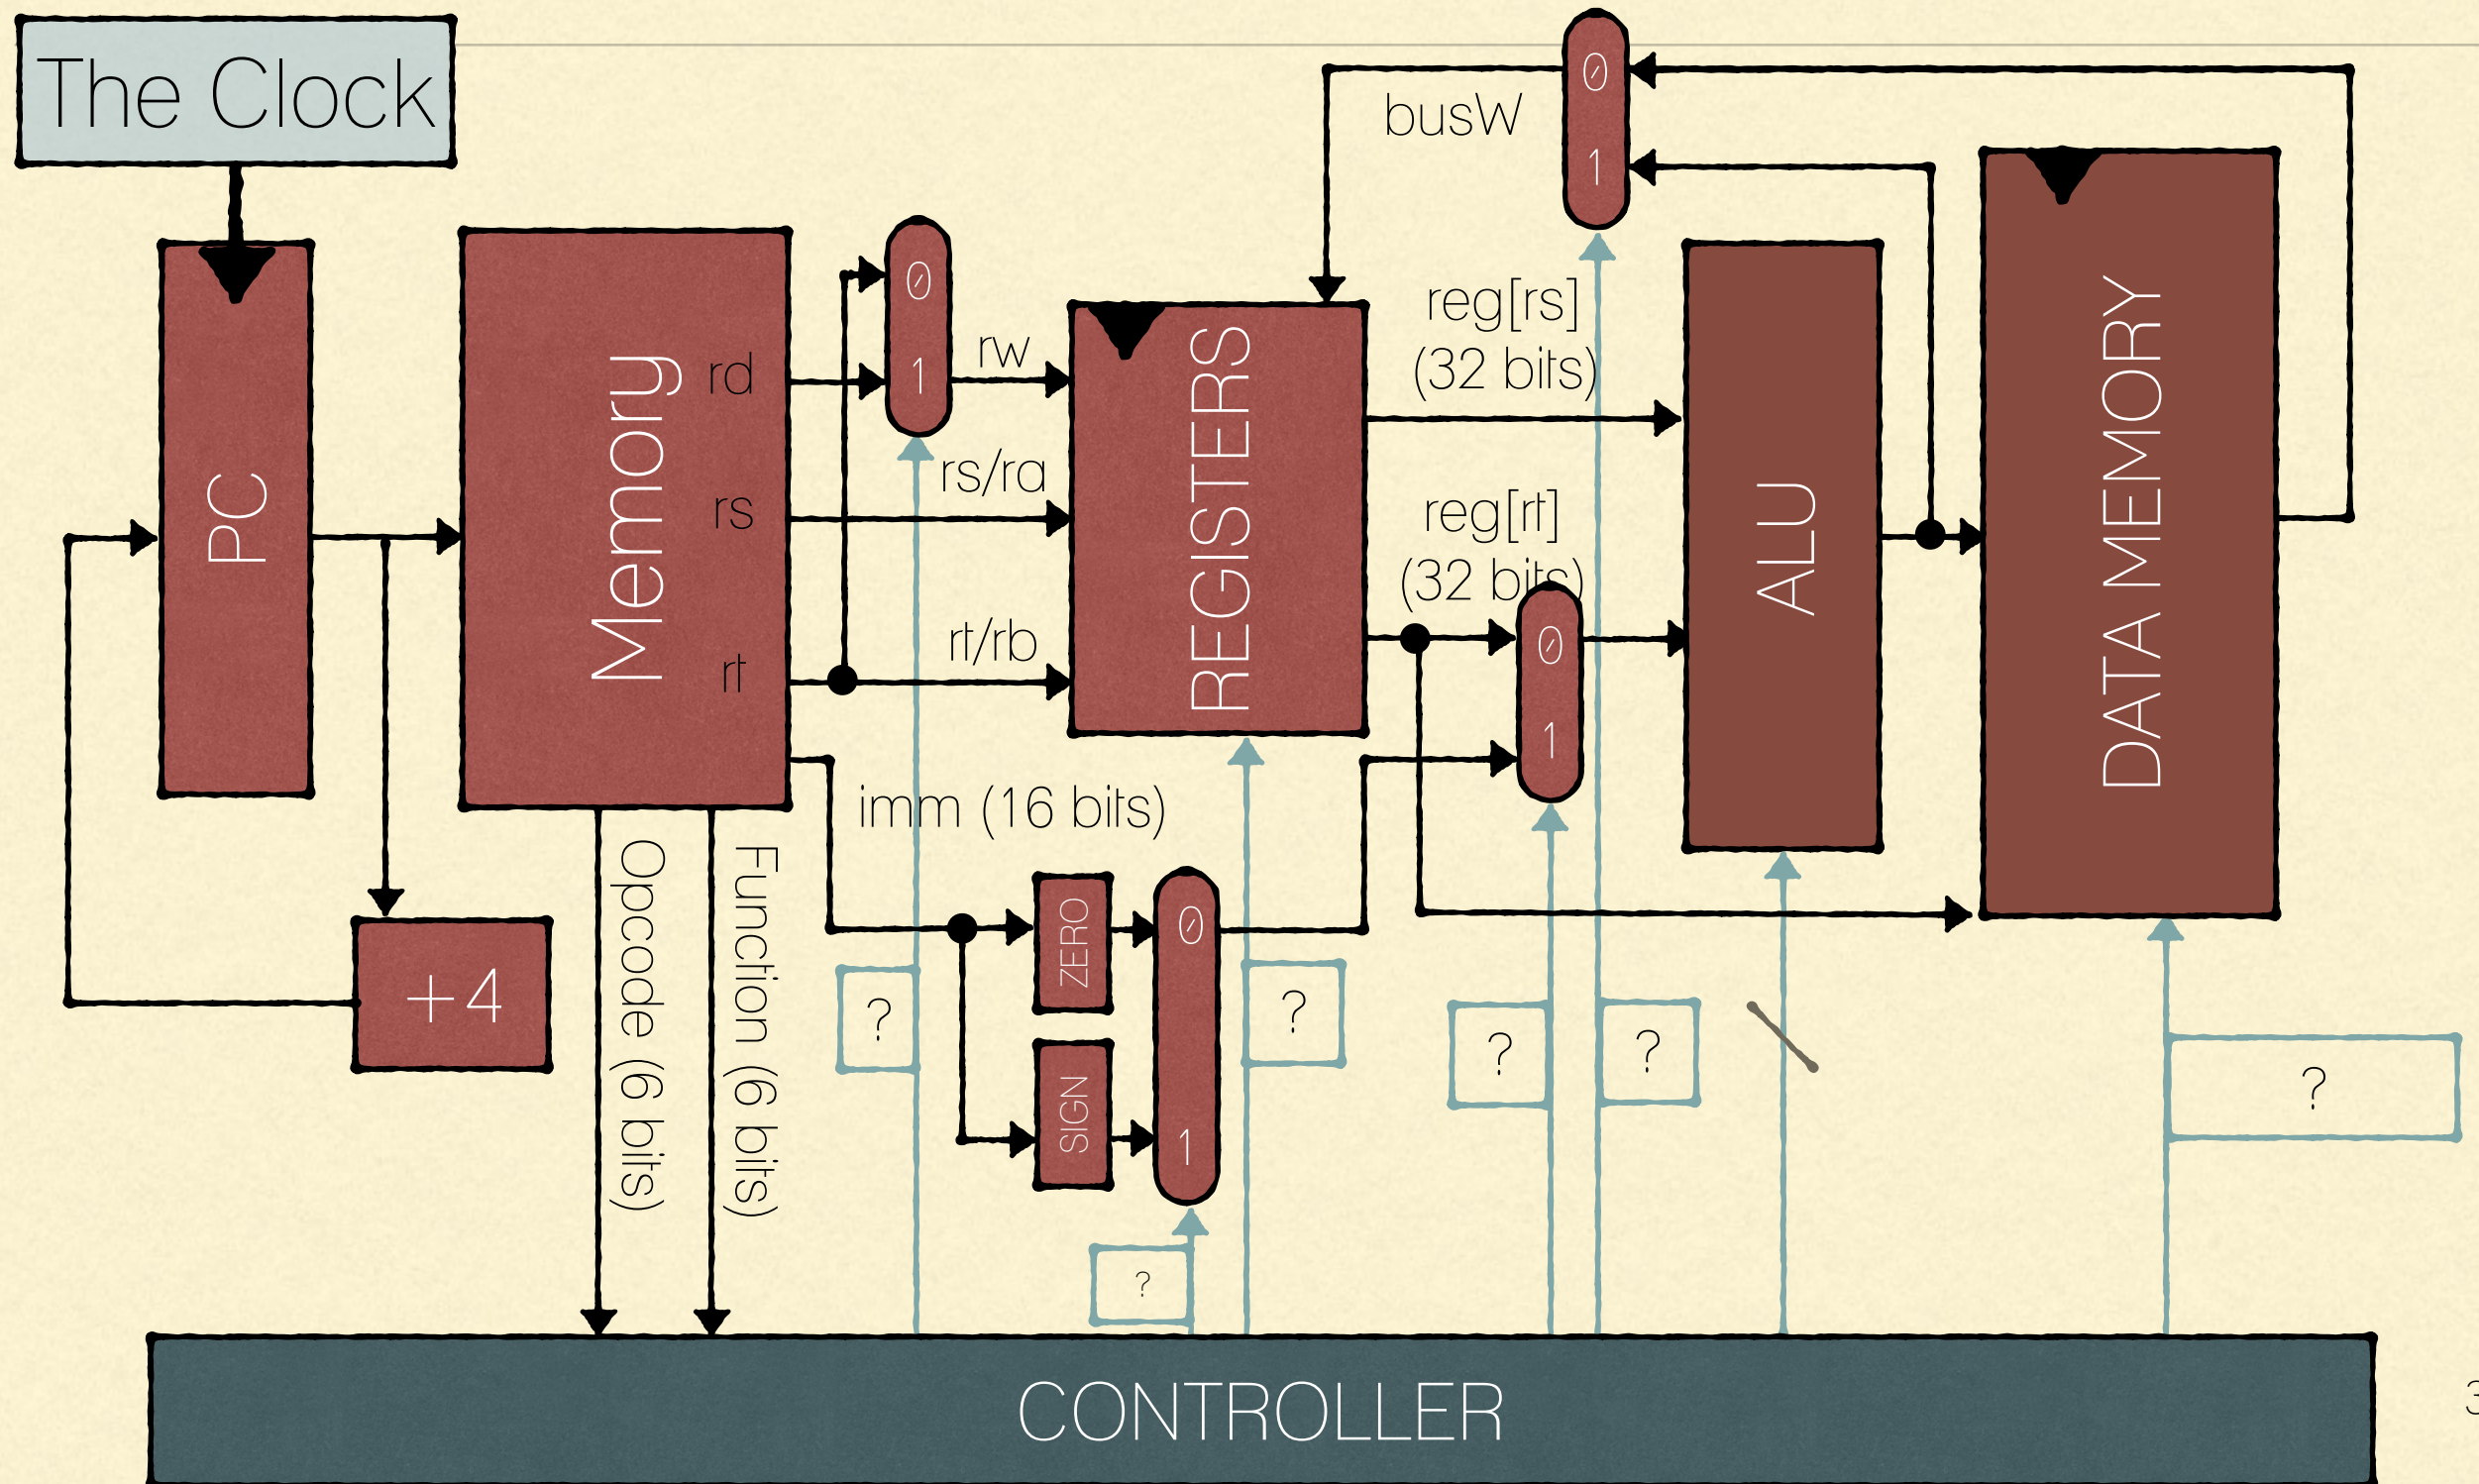 The Clock
0
1
busW
PC
Memory
rd
rs
rt
0
1
rw
rs/ra
rt/rb
REGISTERS
reg[rs]
(32 bits)
reg[rt]
(32 bits)
0
1
ALU
DATA MEMORY
imm (16 bits)
+4
Opcode (6 bits)
Function (6 bits)
ZERO
SIGN
0
1
?
?
?
?
?
?
CONTROLLER
3